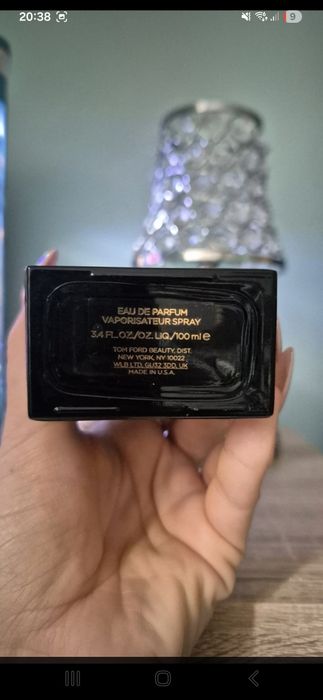 20:38
9
EAU DE PARFUM
VAPORISATEUR SPRAY
3.4 FL.OZ./OZ. LIQ./100 ml e
TOM FORD BEAUTY, DIST.
NEW YORK, NY 10022
WLB LTD. GU32 3DD, UK
MADE IN U.S.A.